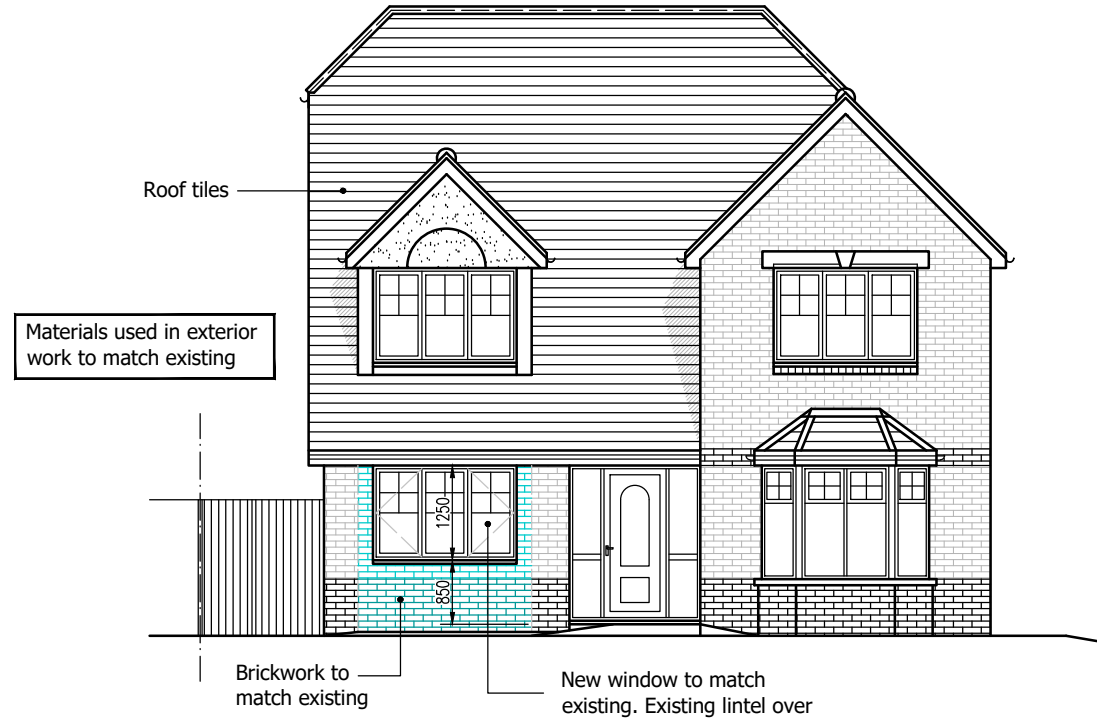 Roof tiles
Materials used in exterior
work to match existing
1250
850
Brickwork to
match existing
New window to match
existing. Existing lintel over